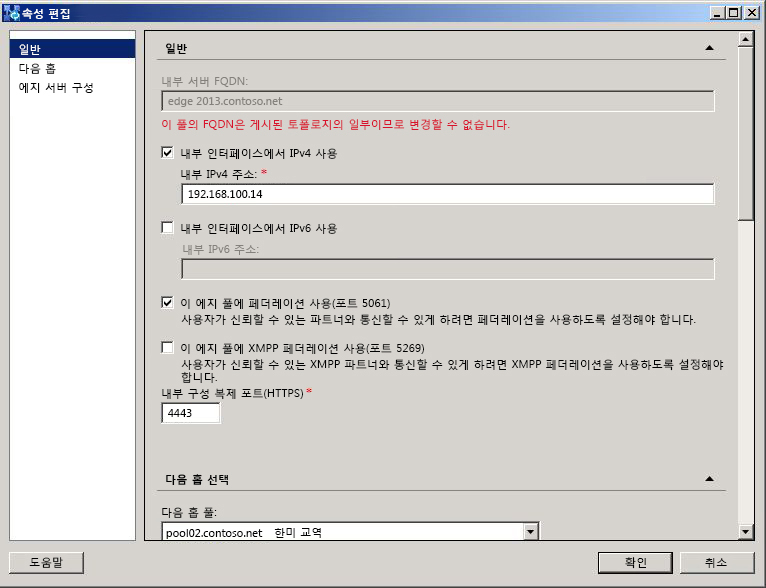 속성 편집
일반
다음 홉
에지 서버 구성
일반
내부 서버 FQDN:
edge 2013.contoso.net
이 풀의 FQDN은 게시된 토폴로지의 일부이므로 변경할 수 없습니다.
내부 인터페이스에서 IPv4 사용
내부 IPv4 주소: *
192.168.100.14
내부 인터페이스에서 IPv6 사용
내부 IPv6 주소:
이 에지 풀에 페더레이션 사용(포트 5061)
사용자가 신뢰할 수 있는 파트너와 통신할 수 있게 하려면 페더레이션을 사용하도록 설정해야 합니다.
이 에지 풀에 XMPP 페더레이션 사용(포트 5269)
사용자가 신뢰할 수 있는 XMPP 파트너와 통신할 수 있게 하려면 XMPP 페더레이션을 사용하도록 설정해야
합니다.
내부 구성 복제 포트(HTTPS) *
4443
다음 홉 선택
다음 홉 풀:
pool02.contoso.net 한미 교역
도움말
확인
취소